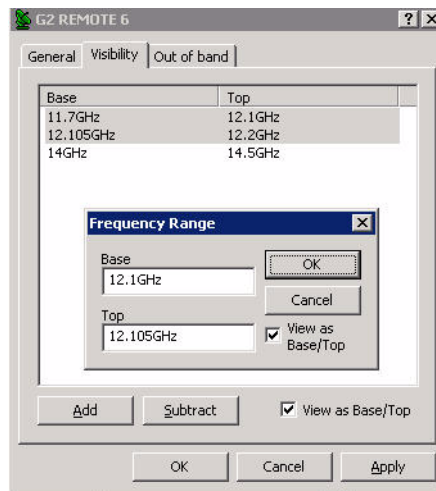 G2 REMOTE 6
General Visibility Out of band
Base Top
11.7GHz 12.1GHz
12.105GHz 12.2GHz
14GHz 14.5GHz
Frequency Range
Base
12.1GHz
OK
Cancel
Top
12.105GHz
View as
Base/Top
Add Subtract View as Base/Top
OK Cancel Apply